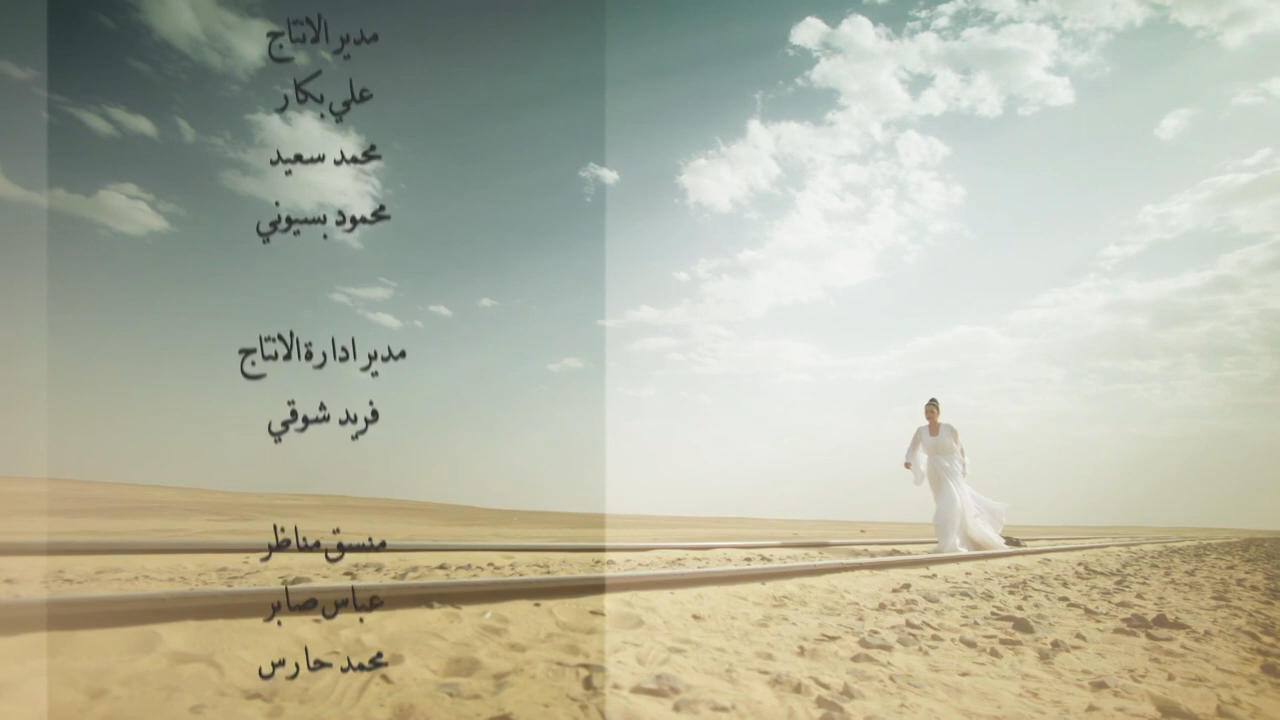 مدير الانتاج
علي بكار
محمد سعيد
محمود بسيوني
مدير ادارة الانتاج
فريد شوقي
منسق مناظر
عباس صابر
محمد حارس